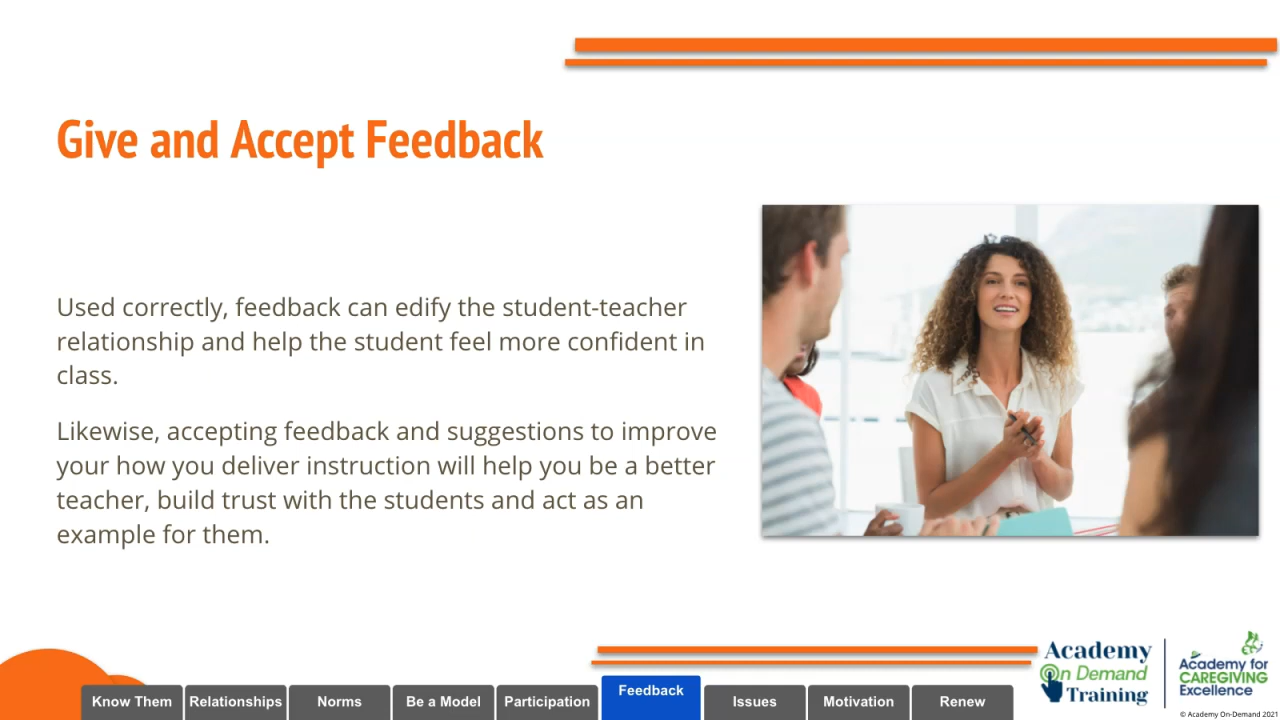 Give and Accept Feedback
Used correctly, feedback can edify the student-teacher
relationship and help the student feel more confident in
class.
Likewise, accepting feedback and suggestions to improve
your how you deliver instruction will help you be a better
teacher, build trust with the students and act as an
example for them.
Know Them
Relationships
Norms
Be a Model
Participation
Feedback
Issues
Motivation
Renew
Academy
On Demand
Training
Academy for
CAREGIVING
Excellence
© Academy On-Demand 2021